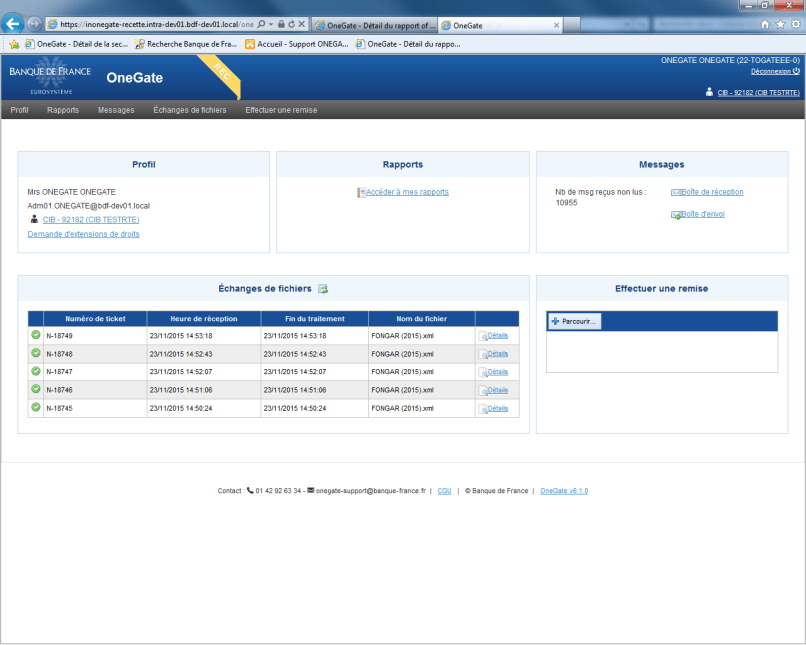 https://inonegate-recette.intra-dev01.bdf-dev01.local/one
OneGate - Détail du rapport of ...
OneGate
OneGate - Détail de la sec...
Recherche Banque de Fra...
Accueil - Support ONEGA...
OneGate - Détail du rappo...
BANQUE DE FRANCE
EUROSYSTÈME
OneGate
REC
ONEGATE ONEGATE (22-TOGATEEE-0)
Déconnexion
CIB - 92182 (CIB TESTRTE)
Profil Rapports Messages Échanges de fichiers Effectuer une remise
Profil
Mrs ONEGATE ONEGATE
Adm01.ONEGATE@bdf-dev01.local
CIB - 92182 (CIB TESTRTE)
Demande d'extensions de droits
Rapports
Accéder à mes rapports
Messages
Nb de msg reçus non lus :
10955
Boîte de réception
Boîte d'envoi
Échanges de fichiers
Numéro de ticket Heure de réception Fin du traitement Nom du fichier
N-18749 23/11/2015 14:53:18 23/11/2015 14:53:18 FONGAR (2015).xml Détails
N-18748 23/11/2015 14:52:43 23/11/2015 14:52:43 FONGAR (2015).xml Détails
N-18747 23/11/2015 14:52:07 23/11/2015 14:52:07 FONGAR (2015).xml Détails
N-18746 23/11/2015 14:51:06 23/11/2015 14:51:06 FONGAR (2015).xml Détails
N-18745 23/11/2015 14:50:24 23/11/2015 14:50:24 FONGAR (2015).xml Détails
Effectuer une remise
Parcourir...
Contact : 01 42 92 63 34 - onegate-support@banque-france.fr | CGU | © Banque de France | OneGate v6.1.0